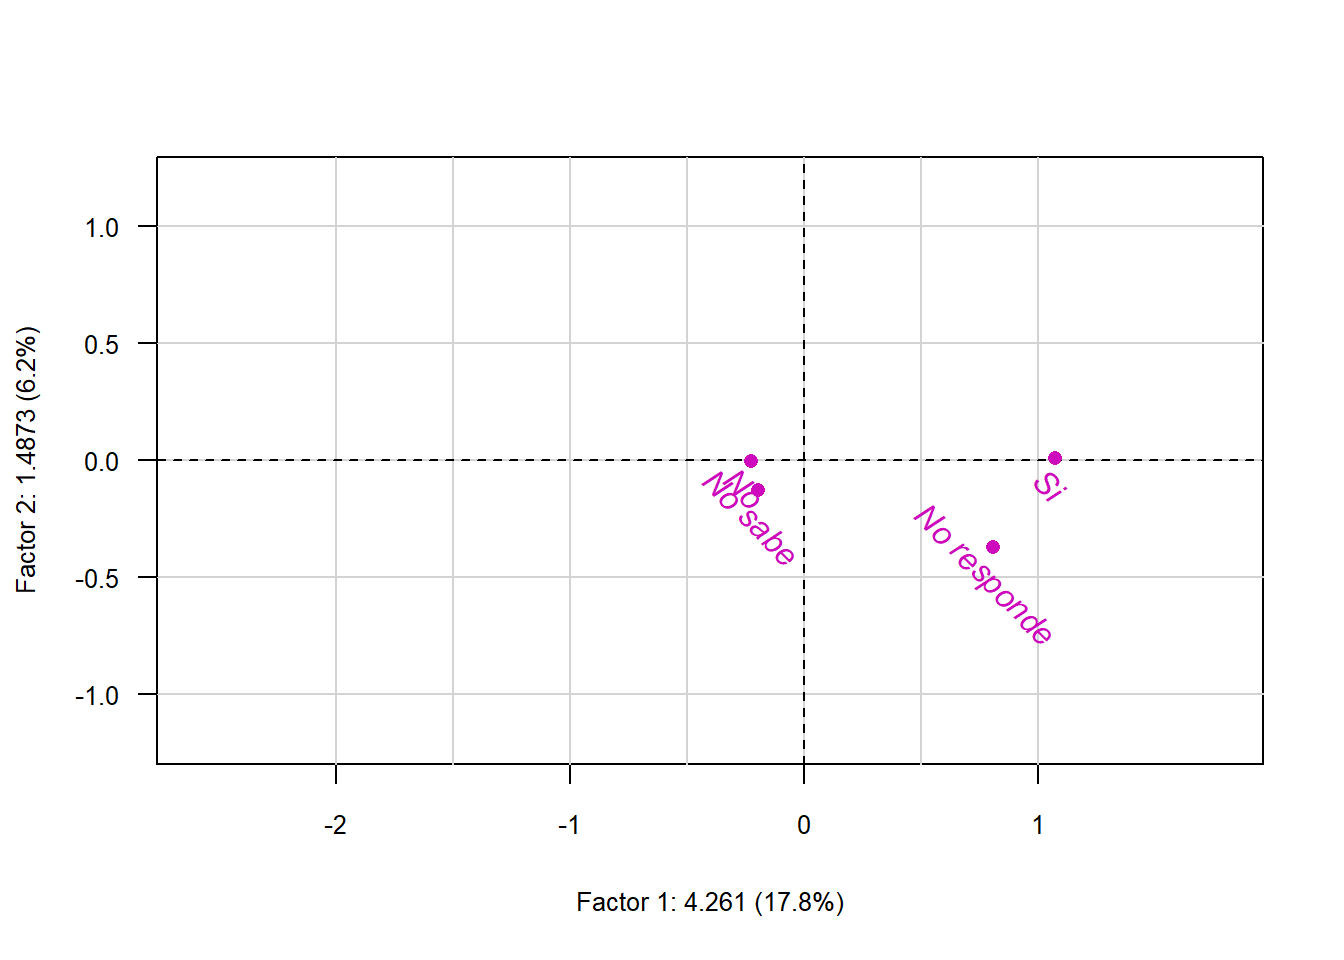 1.0
0.5
0.0
-0.5
-1.0
Factor 2: 1.4873 (6.2%)
No
No sabe
Si
No responde
-2
-1
0
1
Factor 1: 4.261 (17.8%)